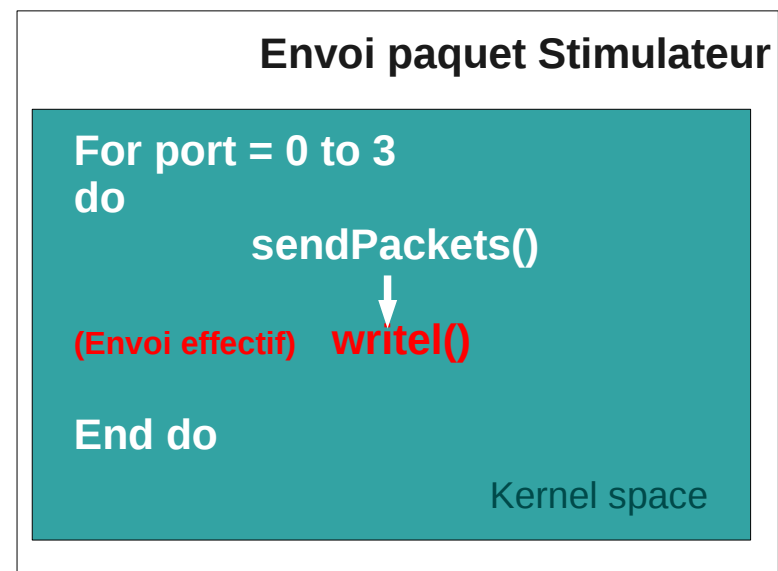 Envoi paquet Stimulateur
For port = 0 to 3
do
sendPackets()
(Envoi effectif) writel()
End do
Kernel space